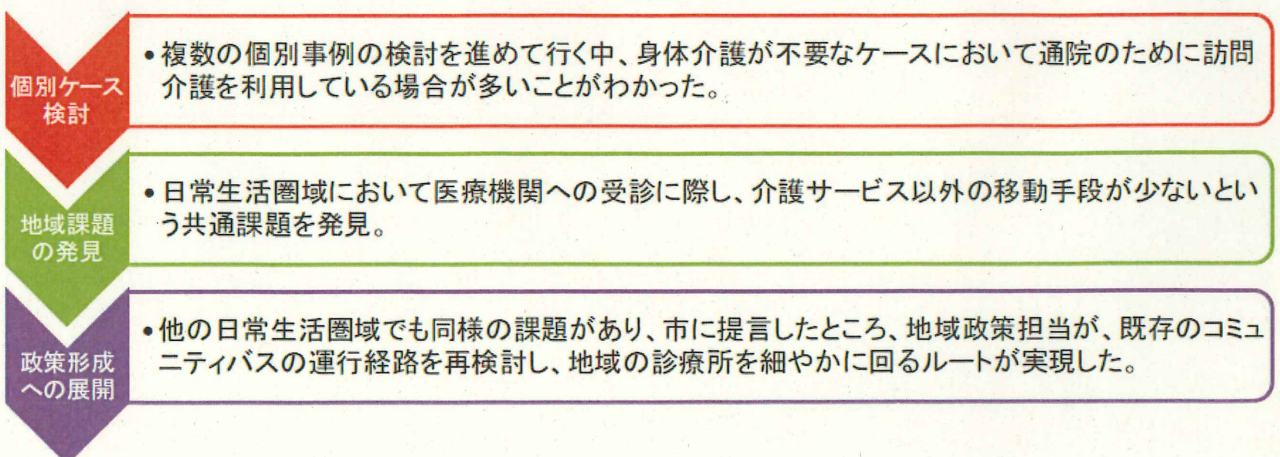 個別ケース
検討
•複数の個別事例の検討を進めて行く中、身体介護が不要なケースにおいて通院のために訪問
介護を利用している場合が多いことがわかった。
地域課題
の発見
•日常生活圏域において医療機関への受診に際し、介護サービス以外の移動手段が少ないとい
う共通課題を発見。
政策形成
への展開
•他の日常生活圏域でも同様の課題があり、市に提言したところ、地域政策担当が、既存のコミュ
ニティバスの運行経路を再検討し、地域の診療所を細やかに回るルートが実現した。